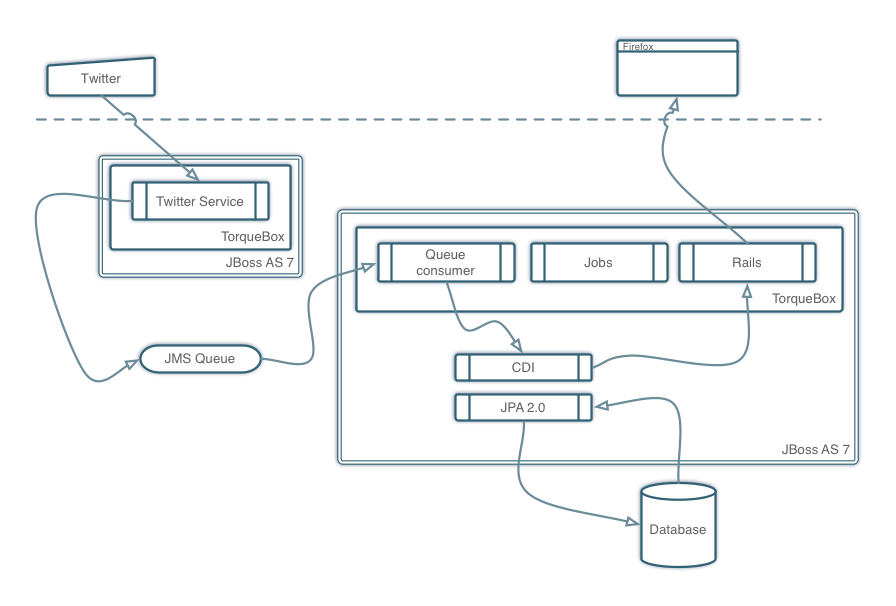 Firefox
Twitter
Twitter Service
TorqueBox
JBoss AS 7
Queue
consumer
Jobs
Rails
TorqueBox
JMS Queue
CDI
JPA 2.0
JBoss AS 7
Database